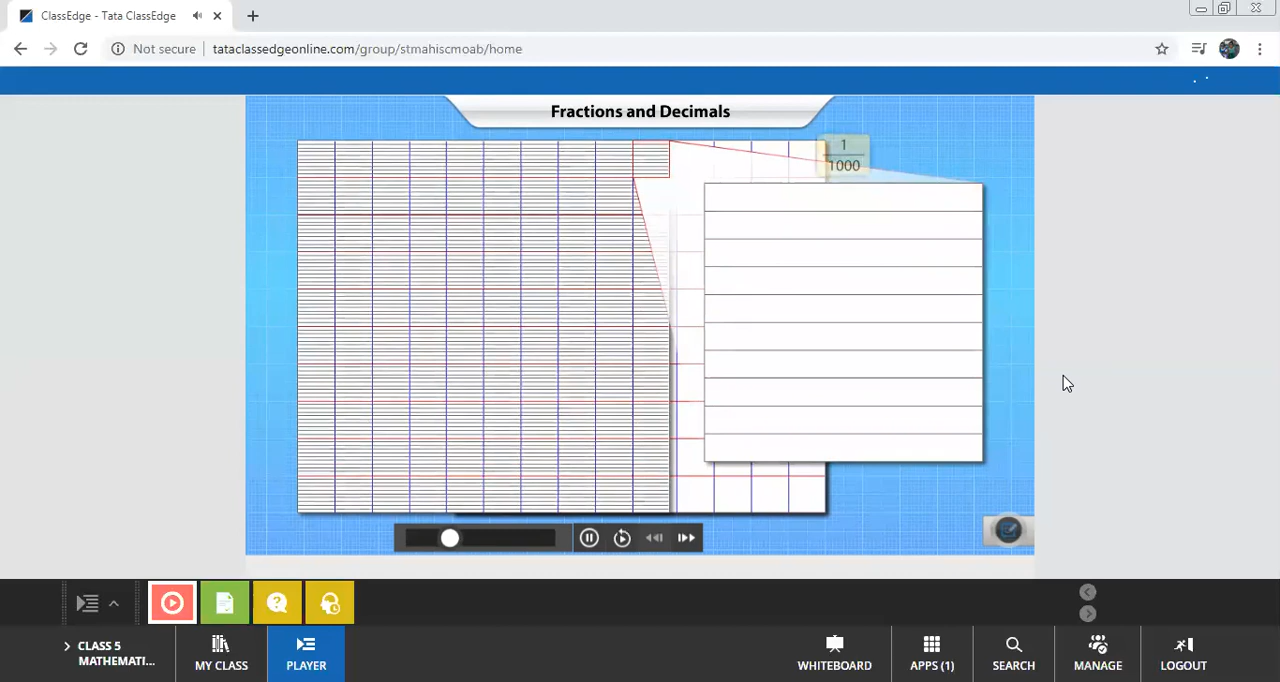 ClassEdge - Tata ClassEdge
Not secure
tataclassedgeonline.com/group/stmahiscmoab/home
Fractions and Decimals
1
1000
CLASS 5
MATHEMATI...
MY CLASS
PLAYER
WHITEBOARD
APPS (1)
SEARCH
MANAGE
LOGOUT